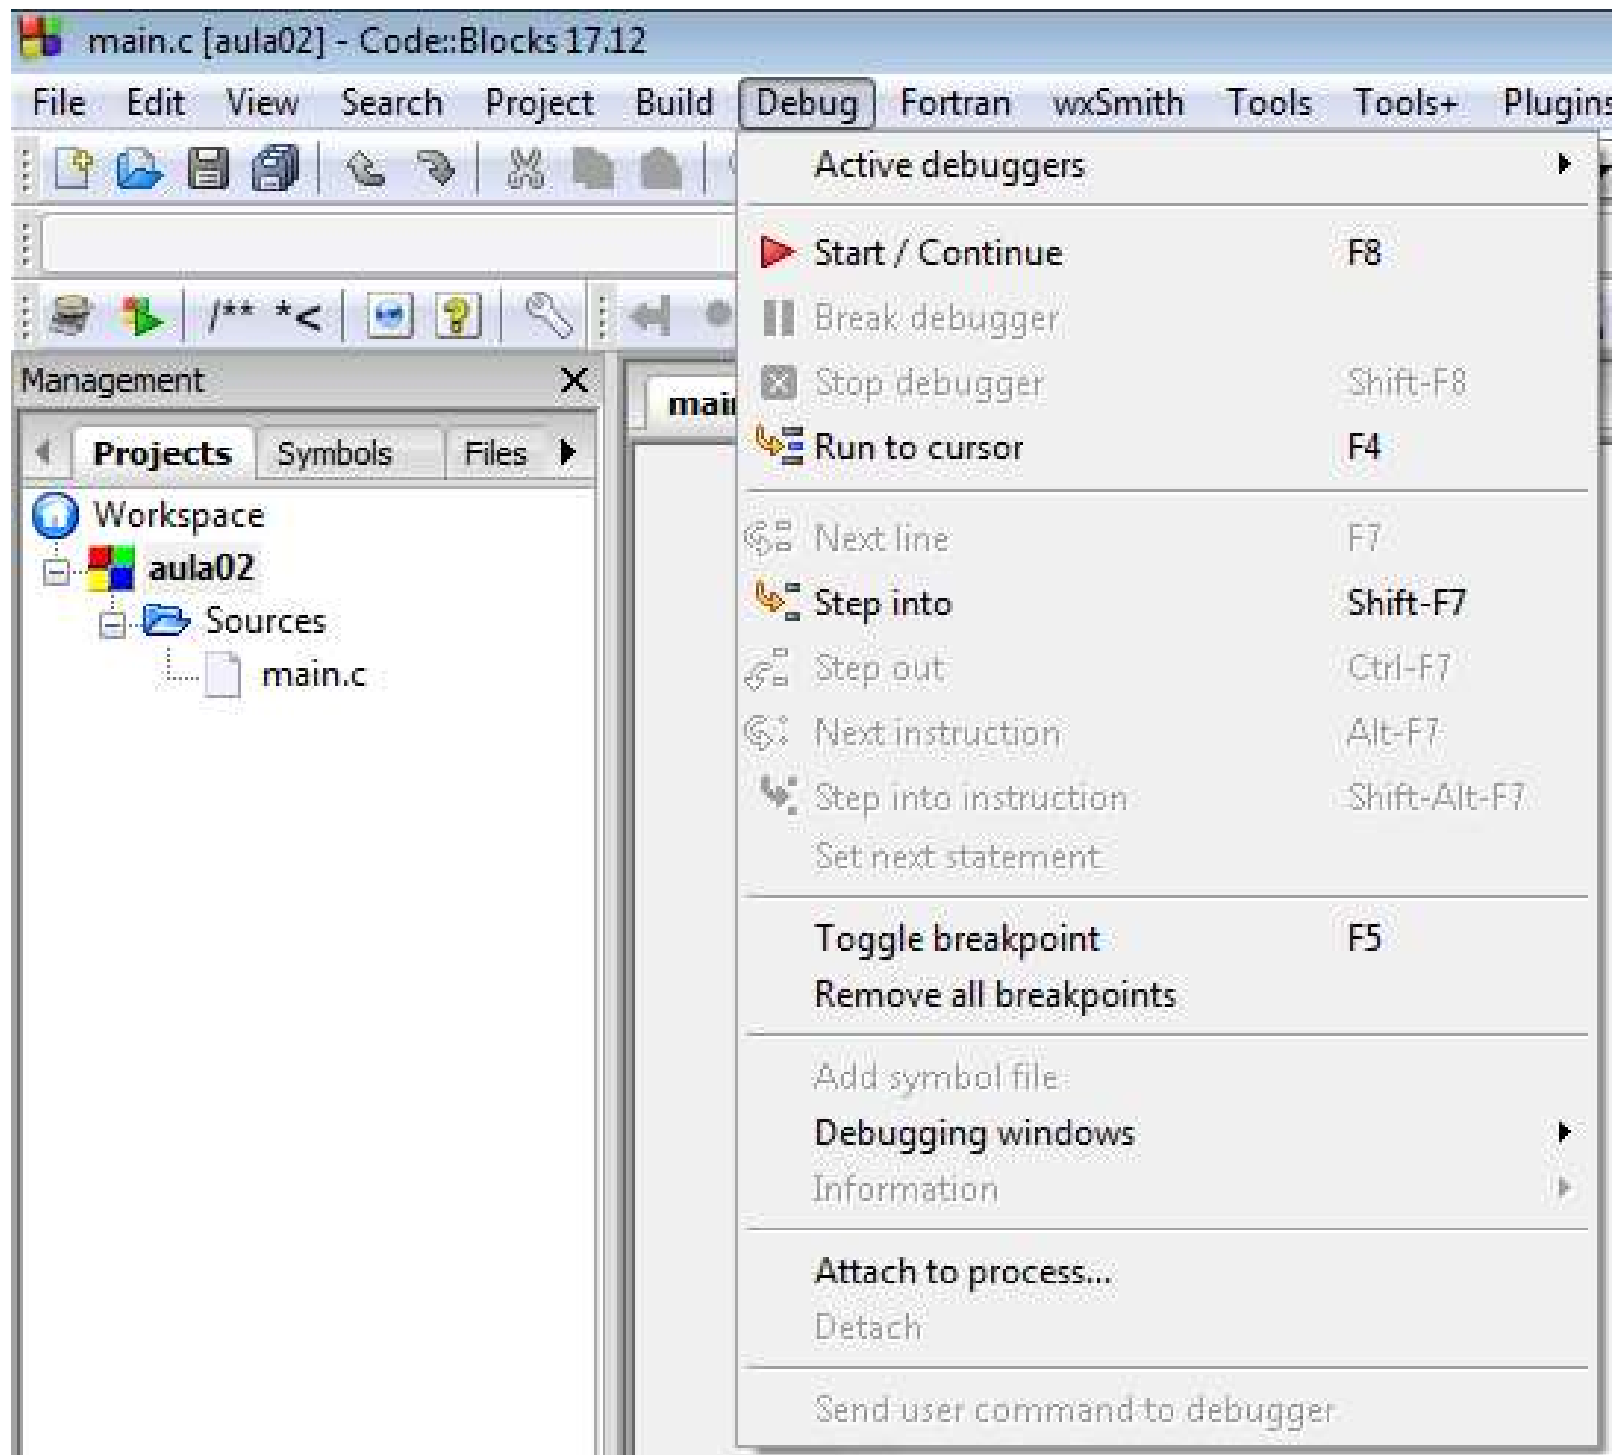 main.c [aula02] - Code::Blocks 17.12
File Edit View Search Project Build Debug Fortran wxSmith Tools Tools+ Plugins
Active debuggers
Start / Continue F8
/** *<
Break debugger
Management
Stop debugger Shift-F8
main
Projects Symbols Files
Run to cursor F4
Workspace
Next line F7
aula02
Step into Shift-F7
Sources
Step out Ctrl-F7
main.c
Next instruction Alt-F7
Step into instruction Shift-Alt-F7
Set next statement
Toggle breakpoint F5
Remove all breakpoints
Add symbol file
Debugging windows
Information
Attach to process...
Detach
Send user command to debugger